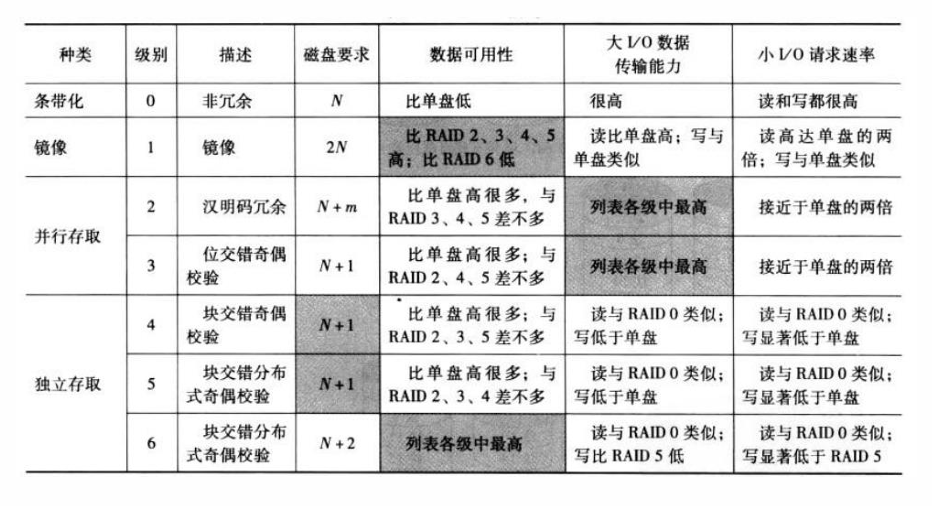 种类 级别 描述 磁盘要求 数据可用性 大 I/O 数据传输能力 小 I/O 请求速率
条带化 0 非冗余 N 比单盘低 很高 读和写都很高
镜像 1 镜像 2N 比 RAID 2、3、4、5 高；比 RAID 6 低 读比单盘高；写与单盘类似 读高达单盘的两倍；写与单盘类似
并行存取 2 汉明码冗余 N + m 比单盘高很多，与 RAID 3、4、5 差不多 列表各级中最高 接近于单盘的两倍
3 位交错奇偶校验 N + 1 比单盘高很多；与 RAID 2、4、5 差不多 列表各级中最高 接近于单盘的两倍
独立存取 4 块交错奇偶校验 N + 1 比单盘高很多；与 RAID 2、3、5 差不多 读与 RAID 0 类似；写低于单盘 读与 RAID 0 类似；写显著低于单盘
5 块交错分布式奇偶校验 N + 1 比单盘高很多；与 RAID 2、3、4 差不多 读与 RAID 0 类似；写低于单盘 读与 RAID 0 类似；写显著低于单盘
6 块交错分布式奇偶校验 N + 2 列表各级中最高 读与 RAID 0 类似；写比 RAID 5 低 读与 RAID 0 类似；写显著低于 RAID 5